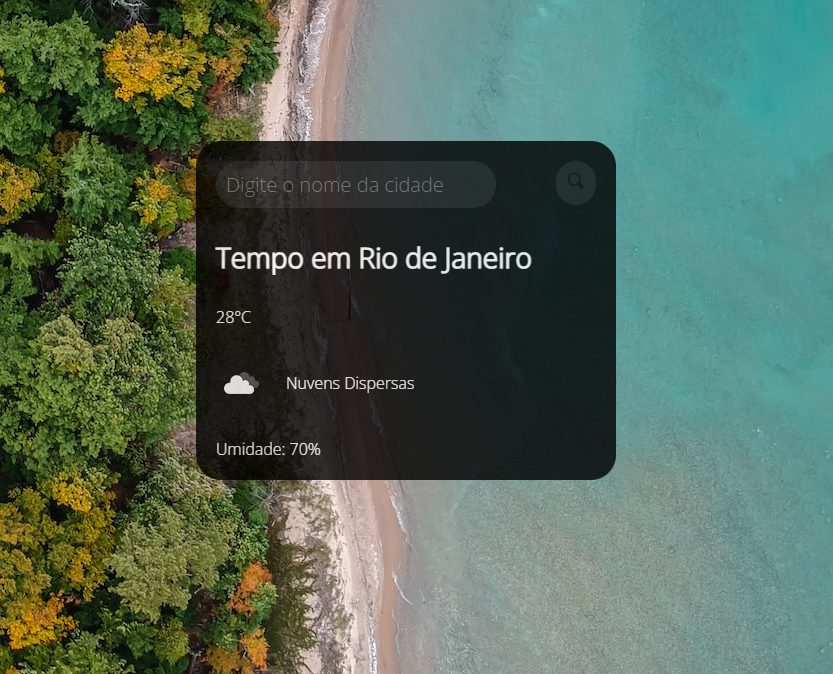 Digite o nome da cidade
Tempo em Rio de Janeiro
28°C
Nuvens Dispersas
Umidade: 70%